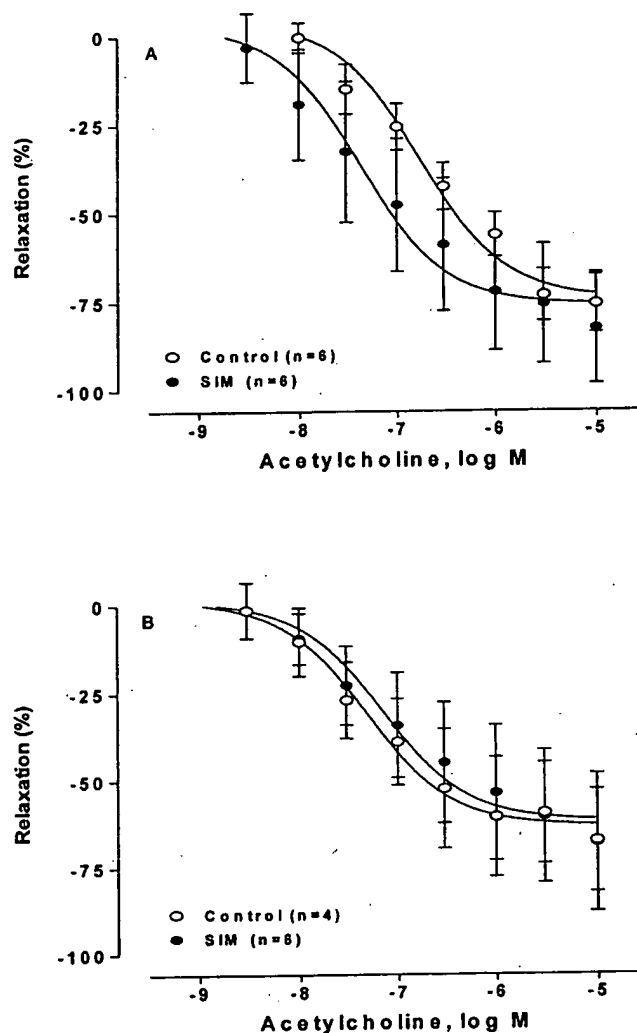 A
0
-25
-50
-75
-100
Relaxation (%)
Control (n=6)
SIM (n=6)
-9 -8 -7 -6 -5
Acetylcholine, log M
B
0
-25
-50
-75
-100
Relaxation (%)
Control (n=4)
SIM (n=6)
-9 -8 -7 -6 -5
Acetylcholine, log M